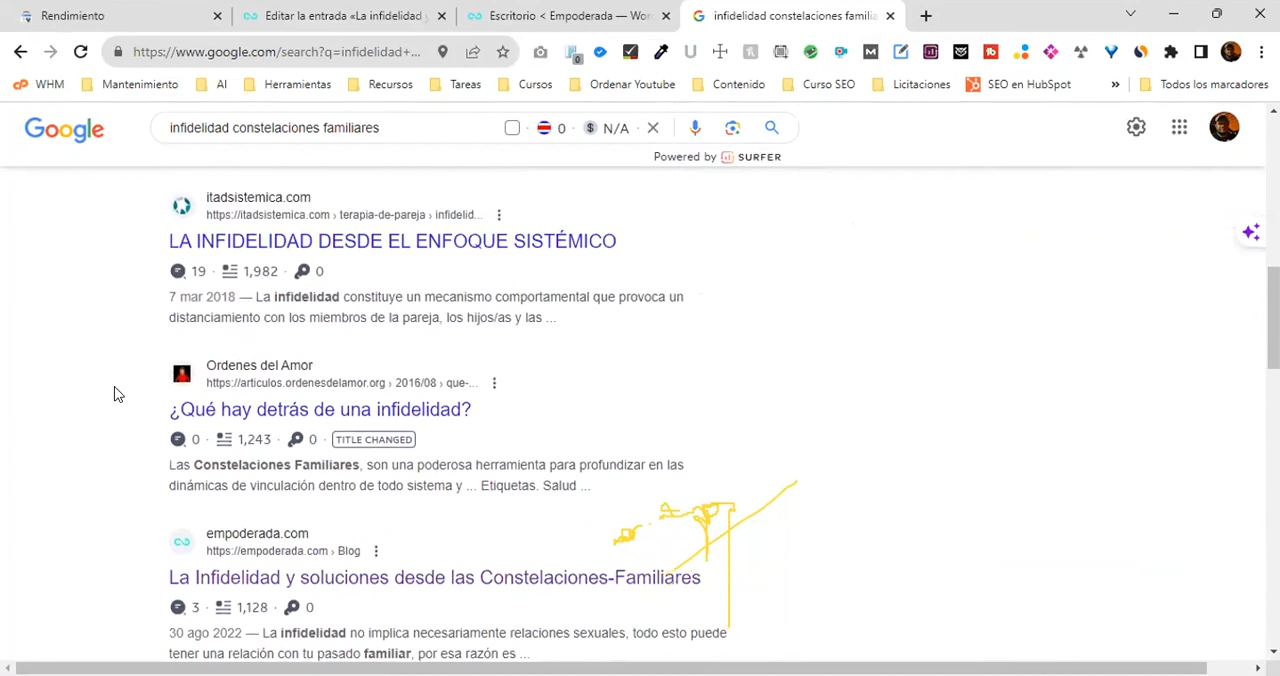 Rendimiento
Editar la entrada «La infidelidad y
Escritorio < Empoderada — Wor
infidelidad constelaciones familia
https://www.google.com/search?q=infidelidad+...
WHM
Mantenimiento
AI
Herramientas
Recursos
Tareas
Cursos
Ordenar Youtube
Contenido
Curso SEO
Licitaciones
SEO en HubSpot
»
Todos los marcadores
Google
infidelidad constelaciones familiares
0 · $ N/A ·
Powered by SURFER
itadsistemica.com
https://itadsistemica.com › terapia-de-pareja › infidelid...
LA INFIDELIDAD DESDE EL ENFOQUE SISTÉMICO
19 · 1,982 · 0
7 mar 2018 — La infidelidad constituye un mecanismo comportamental que provoca un
distanciamiento con los miembros de la pareja, los hijos/as y las ...
Ordenes del Amor
https://articulos.ordenesdelamor.org › 2016/08 › que-...
¿Qué hay detrás de una infidelidad?
0 · 1,243 · 0 · TITLE CHANGED
Las Constelaciones Familiares, son una poderosa herramienta para profundizar en las
dinámicas de vinculación dentro de todo sistema y ... Etiquetas. Salud ...
empoderada.com
https://empoderada.com › Blog
La Infidelidad y soluciones desde las Constelaciones-Familiares
3 · 1,128 · 0
30 ago 2022 — La infidelidad no implica necesariamente relaciones sexuales, todo esto puede
tener una relación con tu pasado familiar, por esa razón es ...